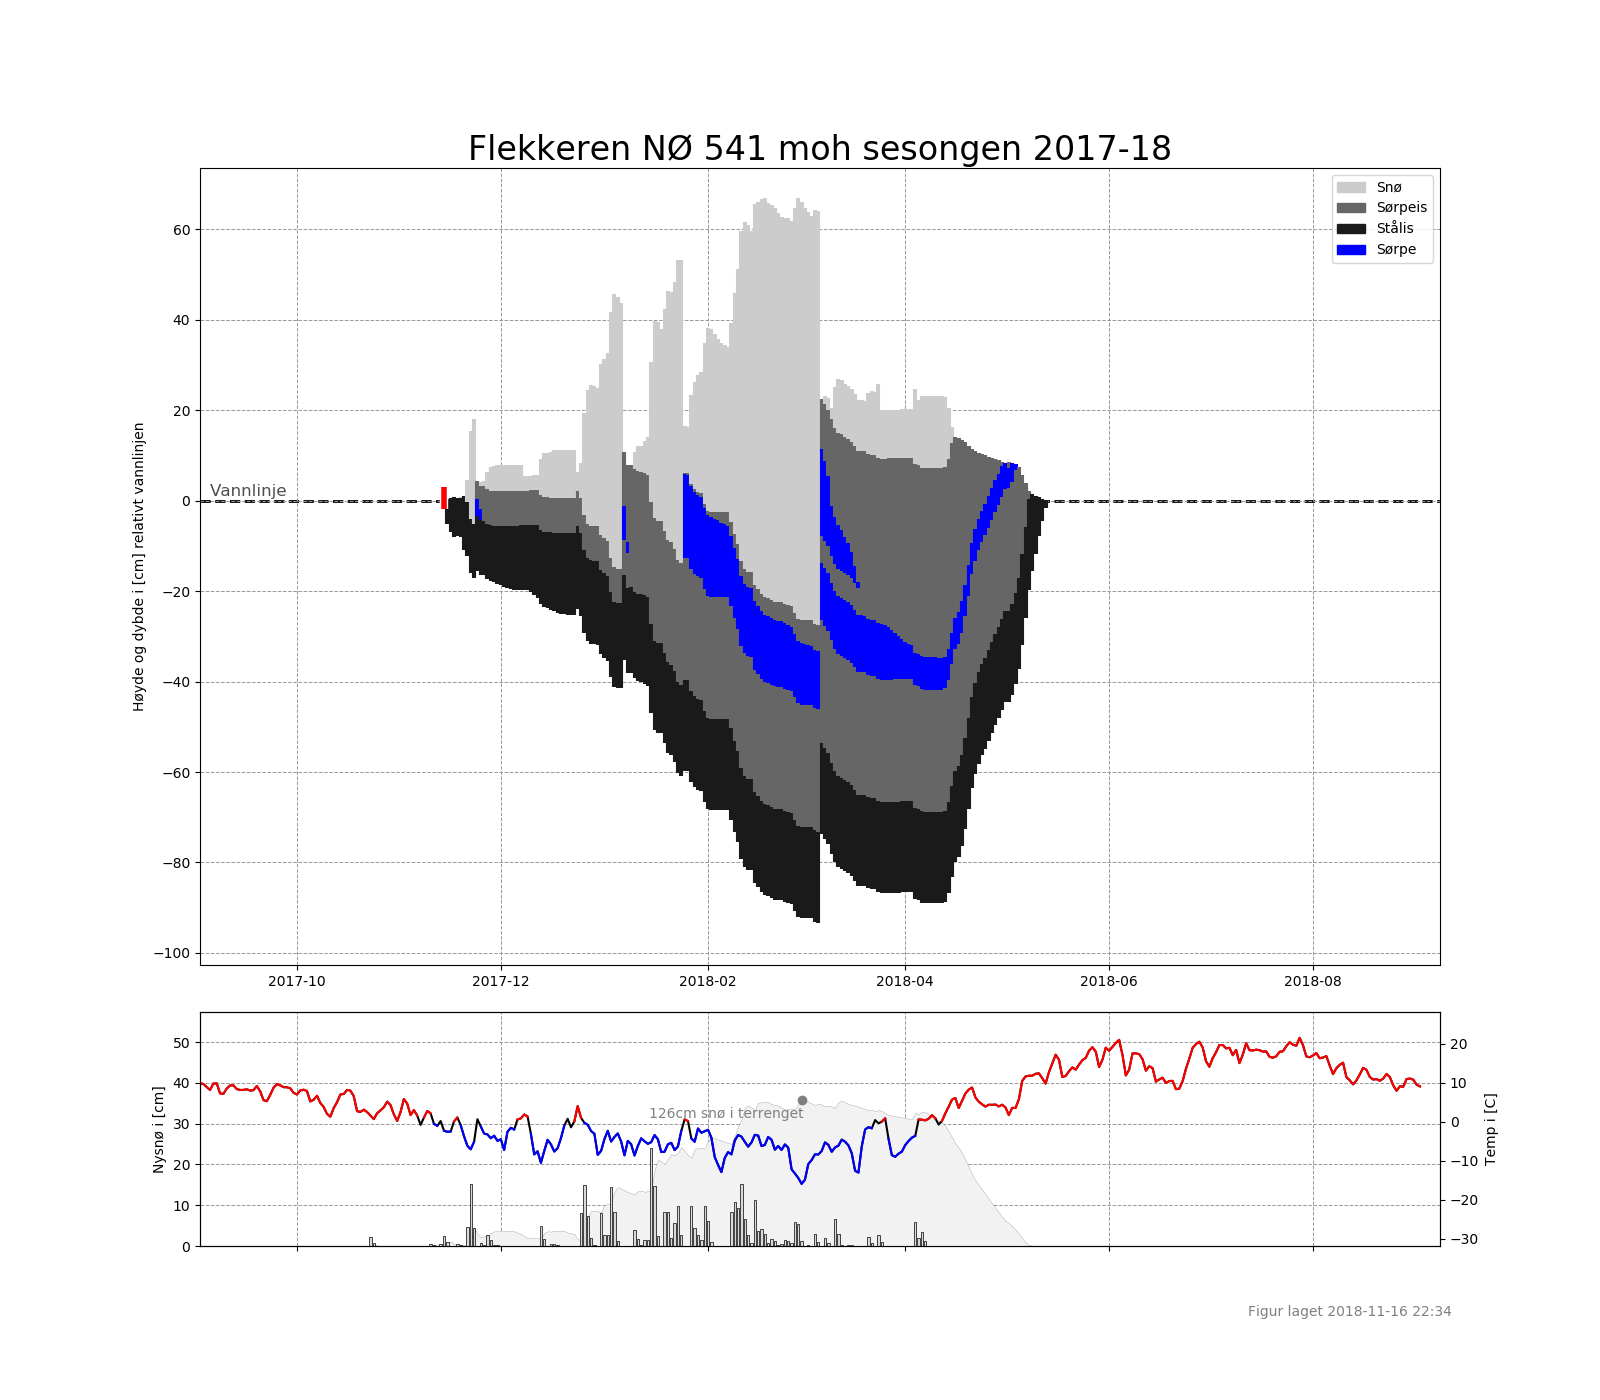 Flekkeren NØ 541 moh sesongen 2017-18
Snø
Sørpeis
Stålis
Sørpe
60
40
20
0
−20
−40
−60
−80
−100
Høyde og dybde i [cm] relativt vannlinjen
Vannlinje
2017-10
2017-12
2018-02
2018-04
2018-06
2018-08
50
40
30
20
10
0
Nysnø i [cm]
126cm snø i terrenget
20
10
0
−10
−20
−30
Temp i [C]
Figur laget 2018-11-16 22:34